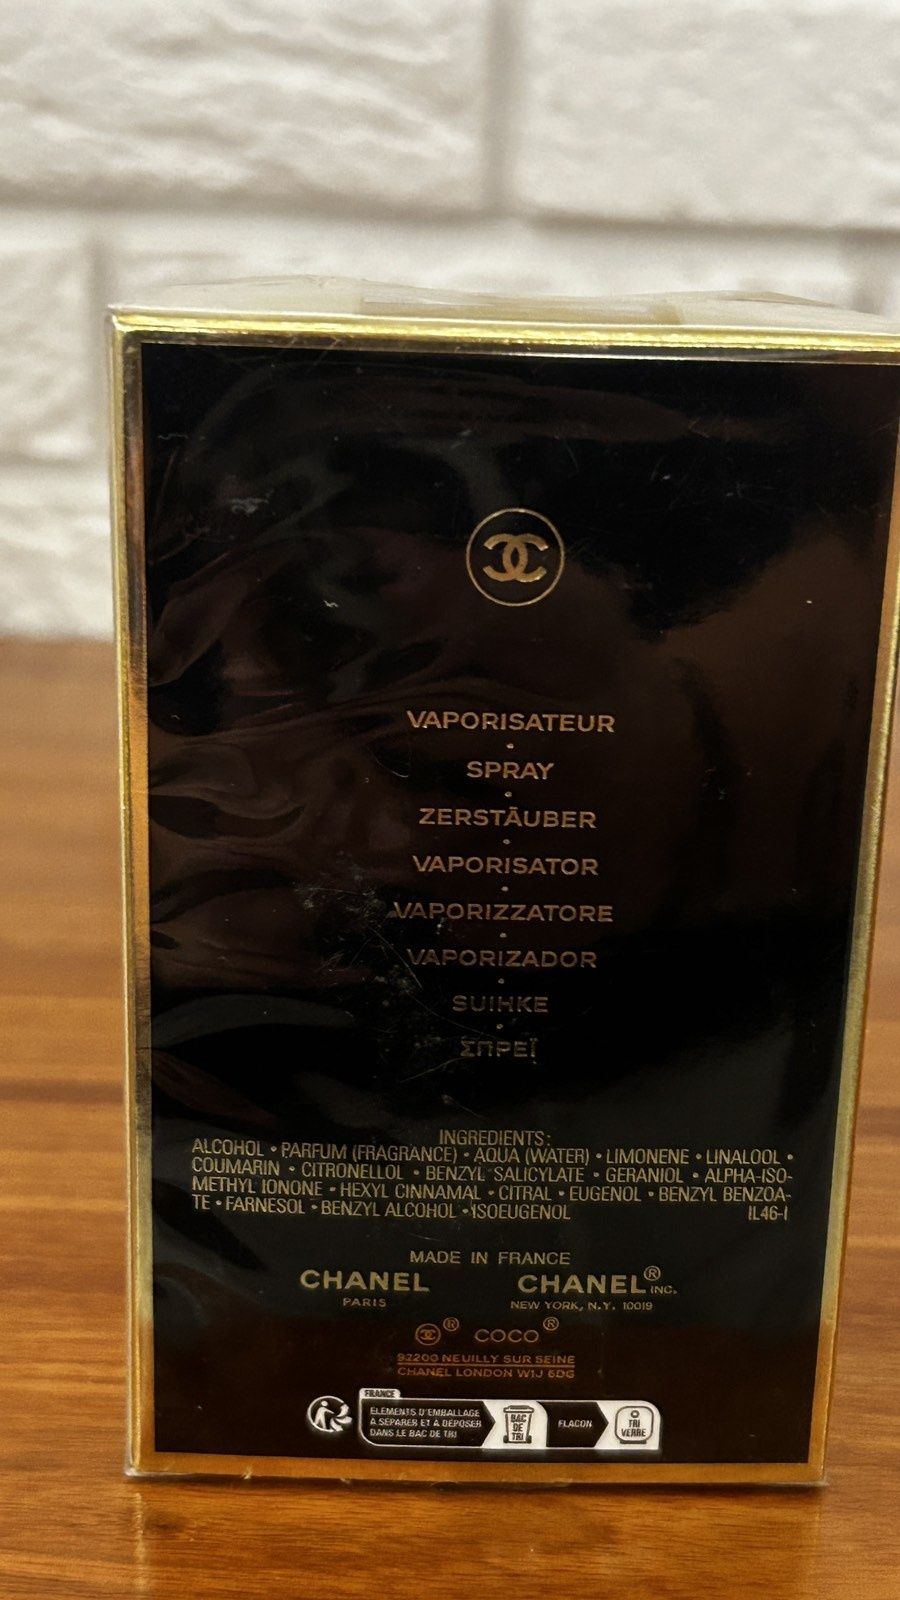 VAPORISATEUR
SPRAY
ZERSTÄUBER
VAPORISATOR
VAPORIZZATORE
VAPORIZADOR
SUIHKE
ΣΠΡΕΪ
INGREDIENTS:
ALCOHOL • PARFUM (FRAGRANCE) • AQUA (WATER) • LIMONENE • LINALOOL •
COUMARIN • CITRONELLOL • BENZYL SALICYLATE • GERANIOL • ALPHA-ISO-
METHYL IONONE • HEXYL CINNAMAL • CITRAL • EUGENOL • BENZYL BENZOA-
TE • FARNESOL • BENZYL ALCOHOL • ISOEUGENOL IL46-I
MADE IN FRANCE
CHANEL CHANEL® INC.
PARIS NEW YORK, N.Y. 10019
® COCO®
92200 NEUILLY SUR SEINE
CHANEL LONDON W1J 6DG
FRANCE
ELEMENTS D'EMBALLAGE
A SÉPARER ET A DÉPOSER
DANS LE BAC DE TRI
BAC
DE
TRI
FLACON
TRI
VERRE